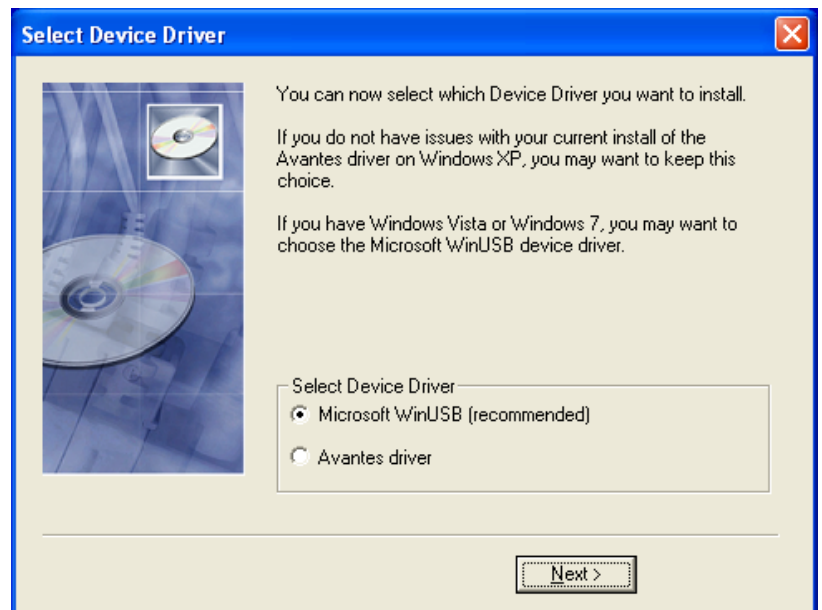 Select Device Driver
You can now select which Device Driver you want to install.
If you do not have issues with your current install of the
Avantes driver on Windows XP, you may want to keep this
choice.
If you have Windows Vista or Windows 7, you may want to
choose the Microsoft WinUSB device driver.
Select Device Driver
Microsoft WinUSB (recommended)
Avantes driver
Next >